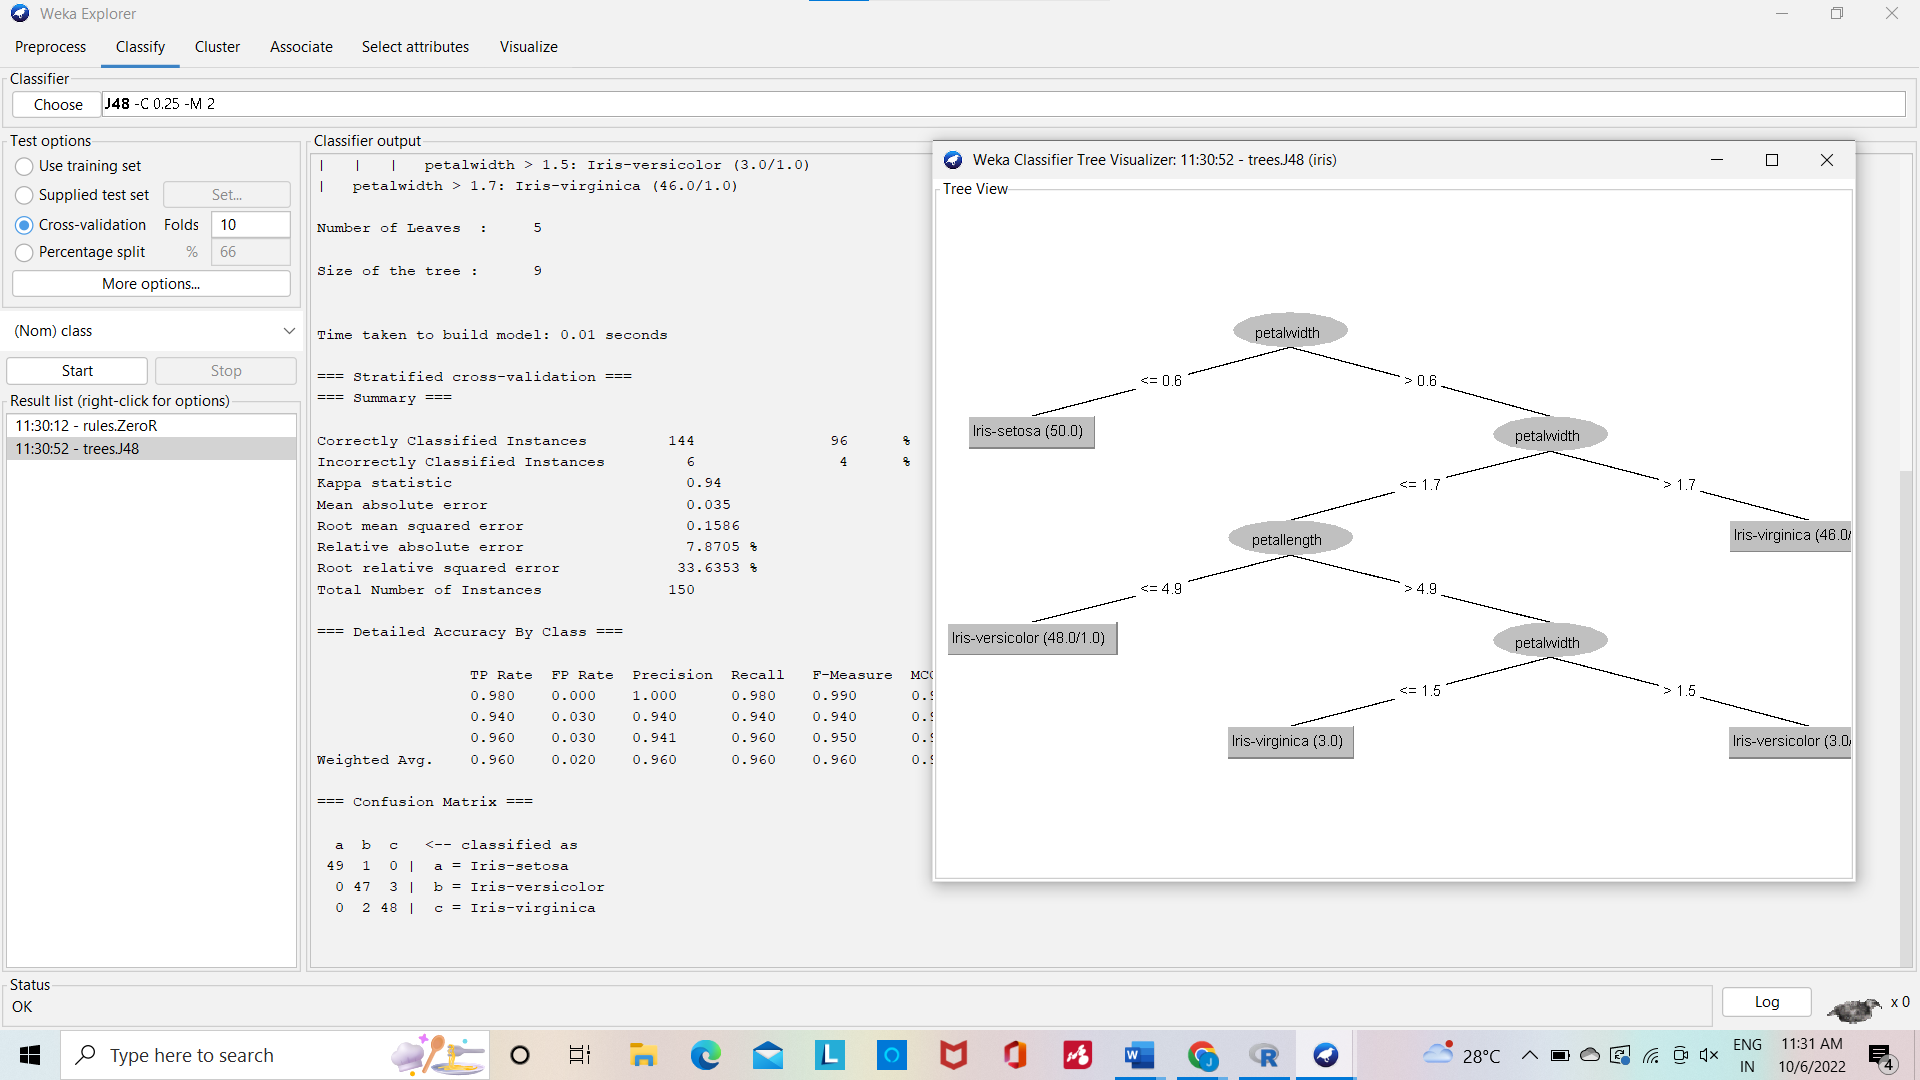 Weka Explorer
Preprocess Classify Cluster Associate Select attributes Visualize
Classifier
Choose J48 -C 0.25 -M 2
Test options
Use training set
Supplied test set Set...
Cross-validation Folds 10
Percentage split % 66
More options...
(Nom) class
Start Stop
Result list (right-click for options)
11:30:12 - rules.ZeroR
11:30:52 - trees.J48
Classifier output
|   |   |   petalwidth > 1.5: Iris-versicolor (3.0/1.0)
|   petalwidth > 1.7: Iris-virginica (46.0/1.0)
Number of Leaves  : 5
Size of the tree : 9
Time taken to build model: 0.01 seconds
=== Stratified cross-validation ===
=== Summary ===
Correctly Classified Instances 144 96 %
Incorrectly Classified Instances 6 4 %
Kappa statistic 0.94
Mean absolute error 0.035
Root mean squared error 0.1586
Relative absolute error 7.8705 %
Root relative squared error 33.6353 %
Total Number of Instances 150
=== Detailed Accuracy By Class ===
TP Rate FP Rate Precision Recall F-Measure MCC
0.980 0.000 1.000 0.980 0.990 0.
0.940 0.030 0.940 0.940 0.940 0.
0.960 0.030 0.941 0.960 0.950 0.
Weighted Avg. 0.960 0.020 0.960 0.960 0.960 0.
=== Confusion Matrix ===
a b c <-- classified as
49 1 0 | a = Iris-setosa
0 47 3 | b = Iris-versicolor
0 2 48 | c = Iris-virginica
Weka Classifier Tree Visualizer: 11:30:52 - trees.J48 (iris)
Tree View
petalwidth
<= 0.6 > 0.6
Iris-setosa (50.0) petalwidth
<= 1.7 > 1.7
petallength Iris-virginica (46.0/
<= 4.9 > 4.9
Iris-versicolor (48.0/1.0) petalwidth
<= 1.5 > 1.5
Iris-virginica (3.0) Iris-versicolor (3.0/
Status
OK
Log x 0
Type here to search
L
W
J
R
28°C
ENG
IN
11:31 AM
10/6/2022
4